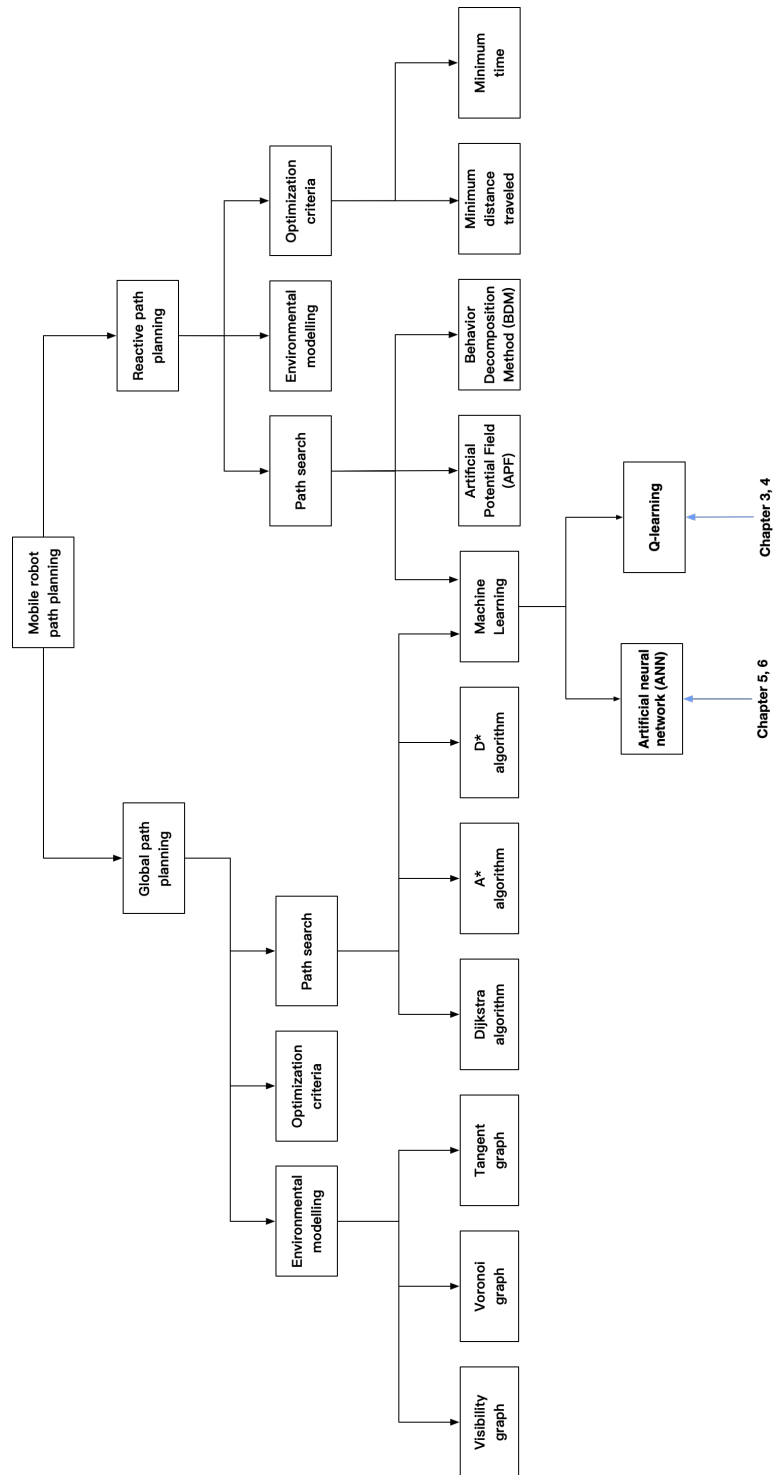 Mobile robot
path planning
Global path
planning
Reactive path
planning
Environmental
modelling
Optimization
criteria
Path search
Path search
Environmental
modelling
Optimization
criteria
Visibility
graph
Voronoi
graph
Tangent
graph
Dijkstra
algorithm
A*
algorithm
D*
algorithm
Machine
Learning
Artificial
Potential Field
(APF)
Behavior
Decomposition
Method (BDM)
Minimum
distance
traveled
Minimum
time
Artificial neural
network (ANN)
Q-learning
Chapter 5, 6
Chapter 3, 4